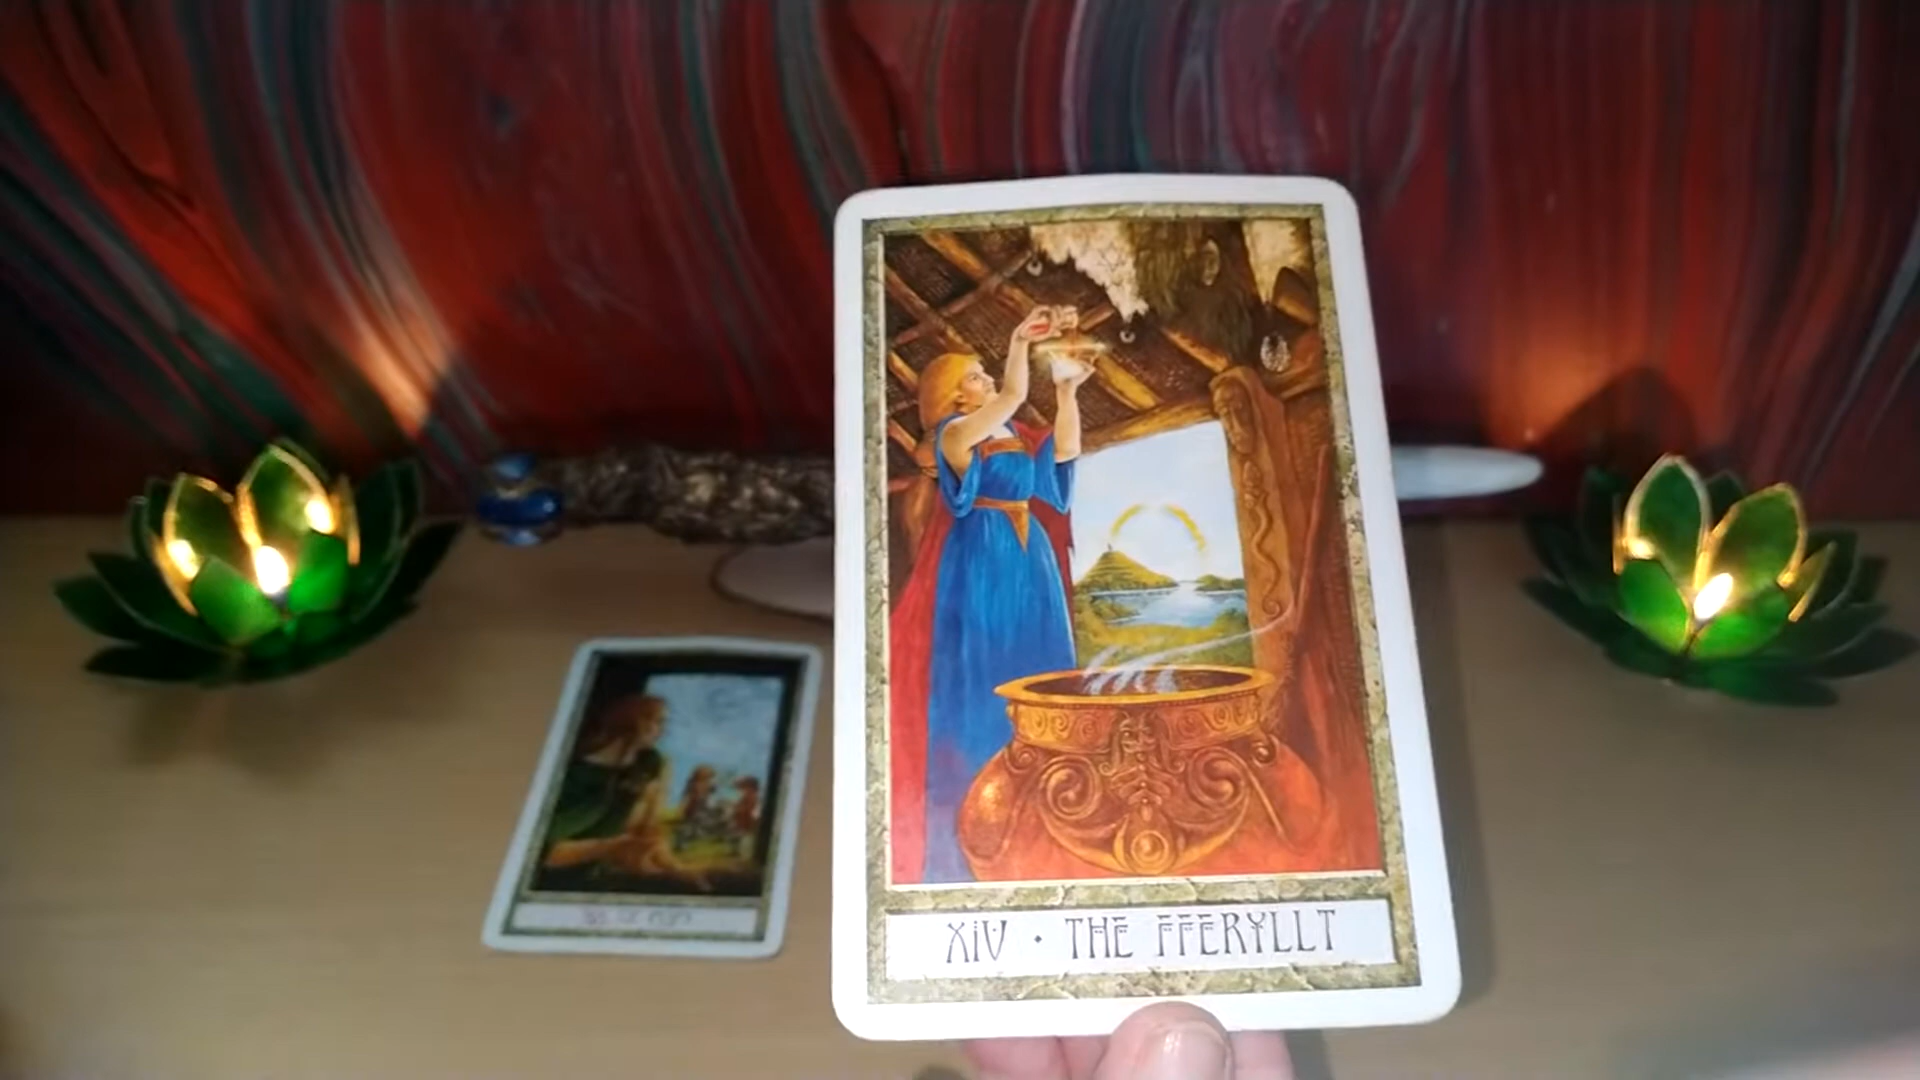 XIV • THE FFERYLLT